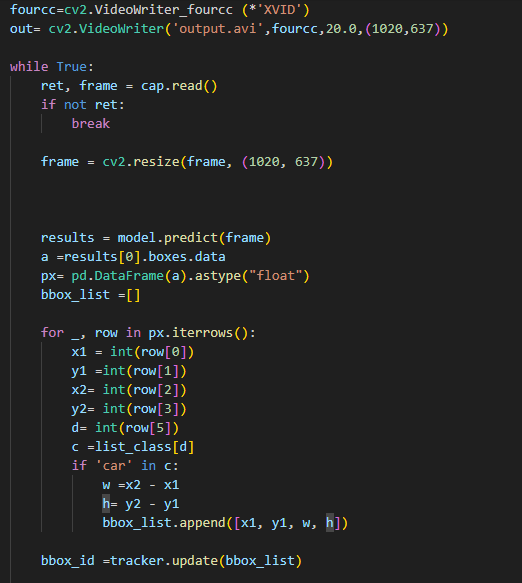 fourcc=cv2.VideoWriter_fourcc (*'XVID')
out= cv2.VideoWriter('output.avi',fourcc,20.0,(1020,637))
while True:
ret, frame = cap.read()
if not ret:
break
frame = cv2.resize(frame, (1020, 637))
results = model.predict(frame)
a =results[0].boxes.data
px= pd.DataFrame(a).astype("float")
bbox_list =[]
for _, row in px.iterrows():
x1 = int(row[0])
y1 =int(row[1])
x2= int(row[2])
y2= int(row[3])
d= int(row[5])
c =list_class[d]
if 'car' in c:
w =x2 - x1
h= y2 - y1
bbox_list.append([x1, y1, w, h])
bbox_id =tracker.update(bbox_list)